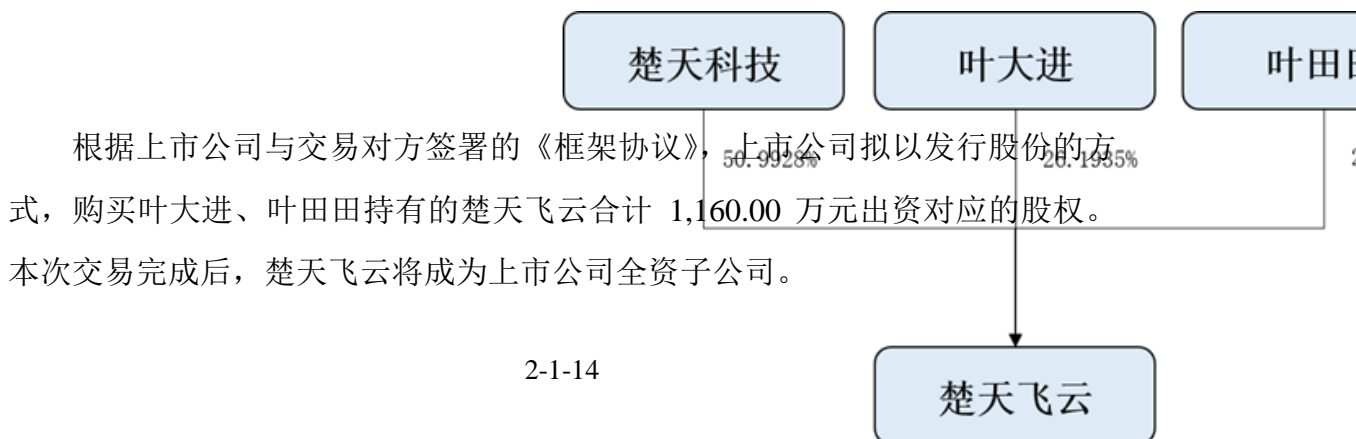 楚天科技 叶大进 叶田
根据上市公司与交易对方签署的《框架协议》，上市公司拟以发行股份的方
50.9928% 26.1935%
式，购买叶大进、叶田田持有的楚天飞云合计 1,160.00 万元出资对应的股权。
本次交易完成后，楚天飞云将成为上市公司全资子公司。
2-1-14
楚天飞云